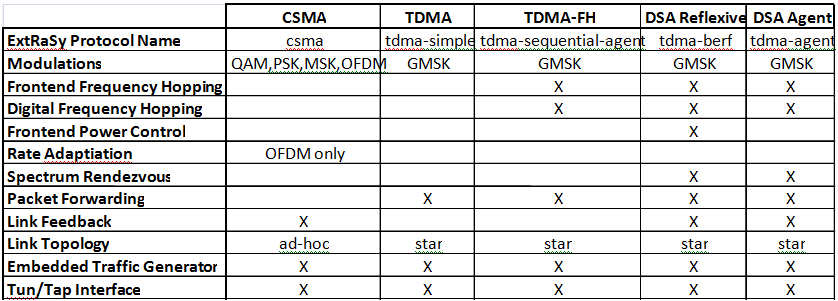 CSMA TDMA TDMA-FH DSA Reflexive DSA Agent
ExtRaSy Protocol Name csma tdma-simple tdma-sequential-agent tdma-berf tdma-agent
Modulations QAM,PSK,MSK,OFDM GMSK GMSK GMSK GMSK
Frontend Frequency Hopping X X X
Digital Frequency Hopping X X X
Frontend Power Control X
Rate Adaptiation OFDM only
Spectrum Rendezvous X X
Packet Forwarding X X X X
Link Feedback X X X
Link Topology ad-hoc star star star star
Embedded Traffic Generator X X X X X
Tun/Tap Interface X X X X X